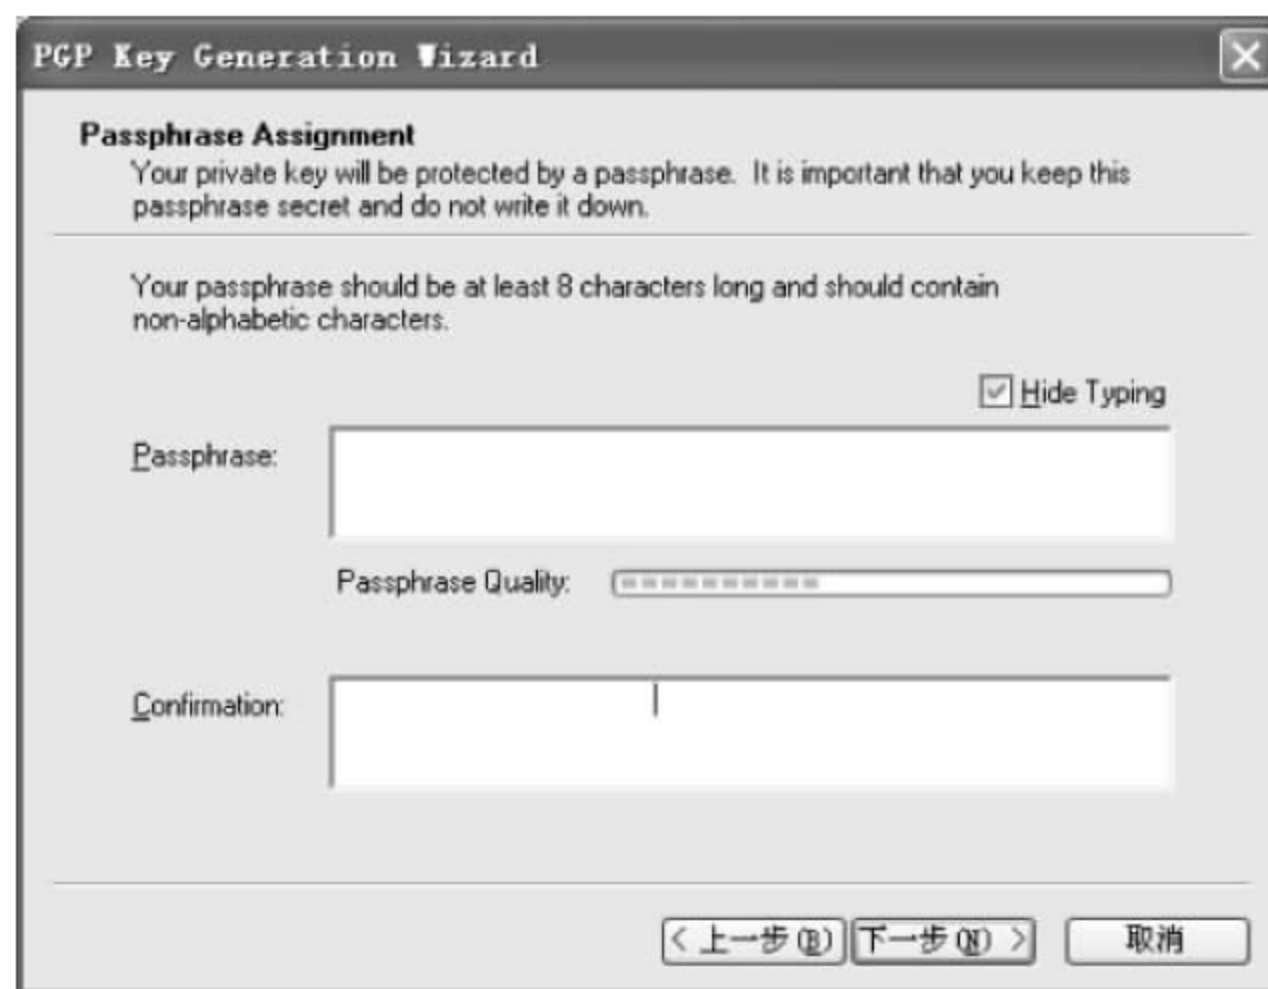 PGP Key Generation Wizard
Passphrase Assignment
Your private key will be protected by a passphrase. It is important that you keep this
passphrase secret and do not write it down.
Your passphrase should be at least 8 characters long and should contain
non-alphabetic characters.
Hide Typing
Passphrase:
Passphrase Quality:
Confirmation:
< 上一步(B) 下一步(N) > 取消